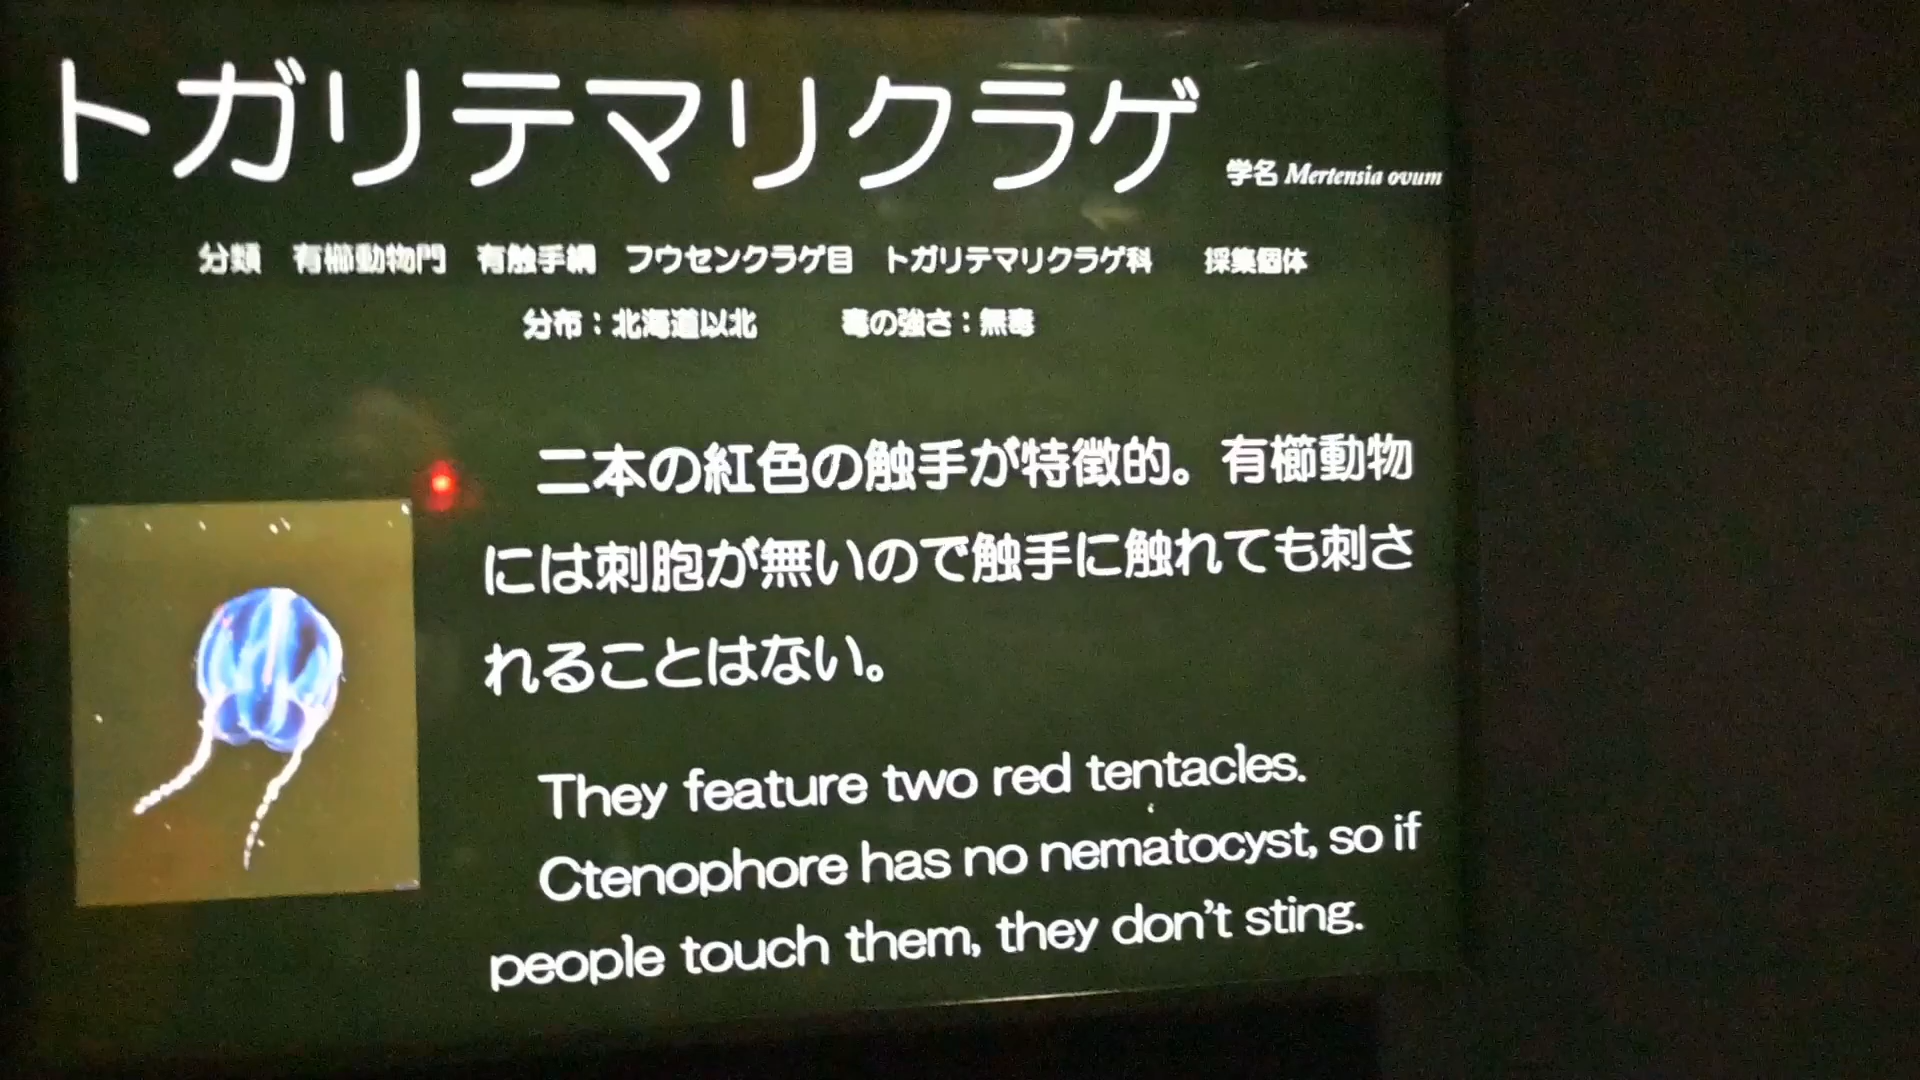 トガリテマリクラゲ 学名 Mertensia ovum
分類 有櫛動物門 有触手綱 フウセンクラゲ目 トガリテマリクラゲ科 採集個体
分布：北海道以北 毒の強さ：無毒
二本の紅色の触手が特徴的。有櫛動物
には刺胞が無いので触手に触れても刺さ
れることはない。
They feature two red tentacles.
Ctenophore has no nematocyst, so if
people touch them, they don't sting.